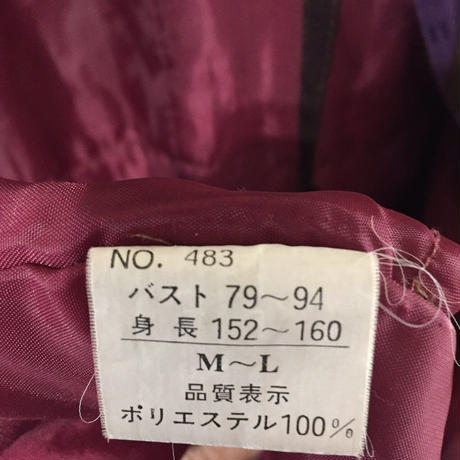 NO. 483
バスト 79〜94
身長 152〜160
M〜L
品質表示
ポリエステル100%